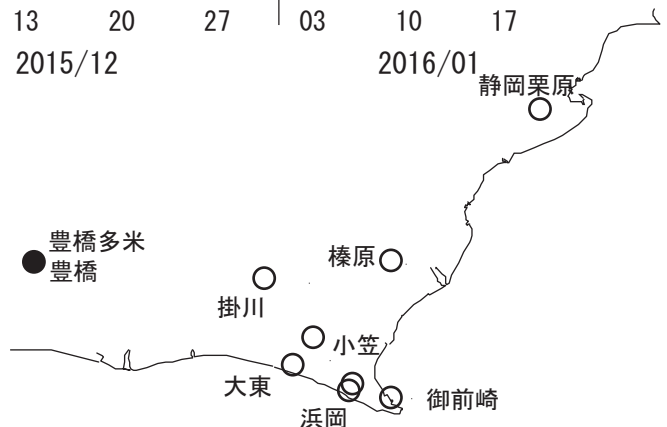 13 20 27 03 10 17
2015/12 2016/01
静岡栗原
豊橋多米
豊橋
榛原
掛川
小笠
大東
浜岡
御前崎